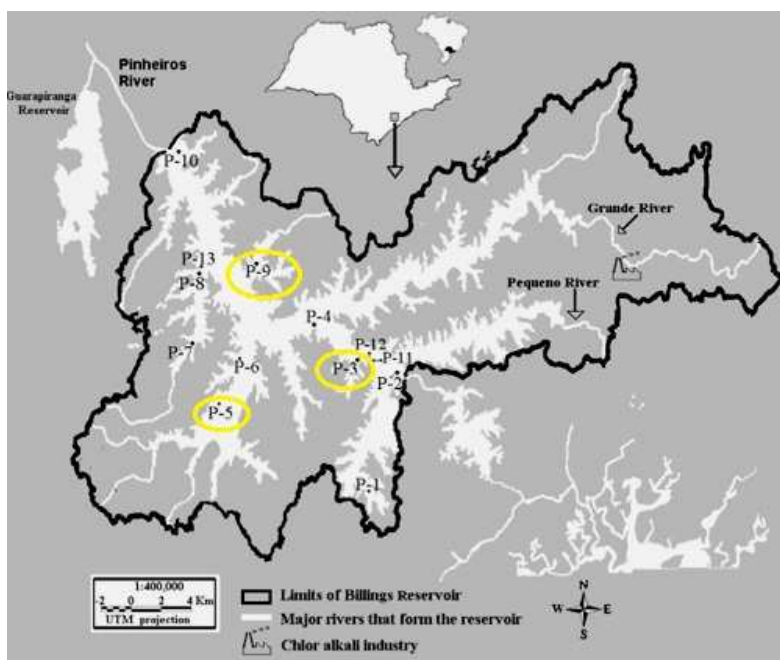 Pinheiros
River
Guarapiranga
Reservoir
P-10
Grande River
P-13
P-9
P-8
Pequeno River
P-4
P-12
P-7
P-11
P-3
P-6
P-2
P-5
P-1
1:400,000
-2 0 2 4 Km
UTM projection
Limits of Billings Reservoir
Major rivers that form the reservoir
Chlor alkali industry
N
W E
S